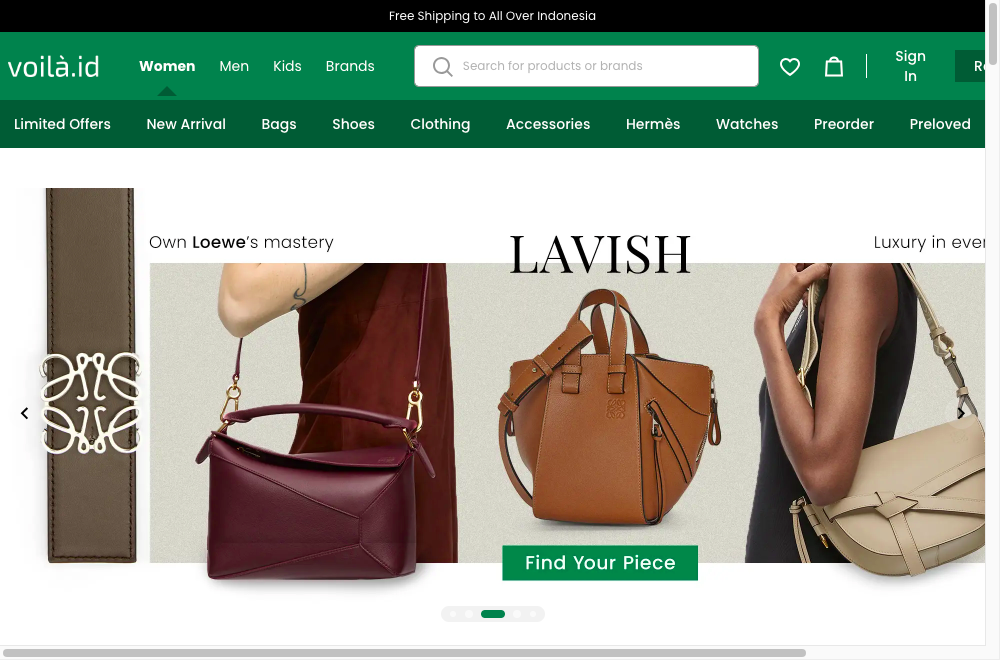 Free Shipping to All Over Indonesia
voilà.id
Women Men Kids Brands
Search for products or brands
Sign In
Limited Offers New Arrival Bags Shoes Clothing Accessories Hermès Watches Preorder Preloved
Own Loewe's mastery
LAVISH
Luxury in
Find Your Piece